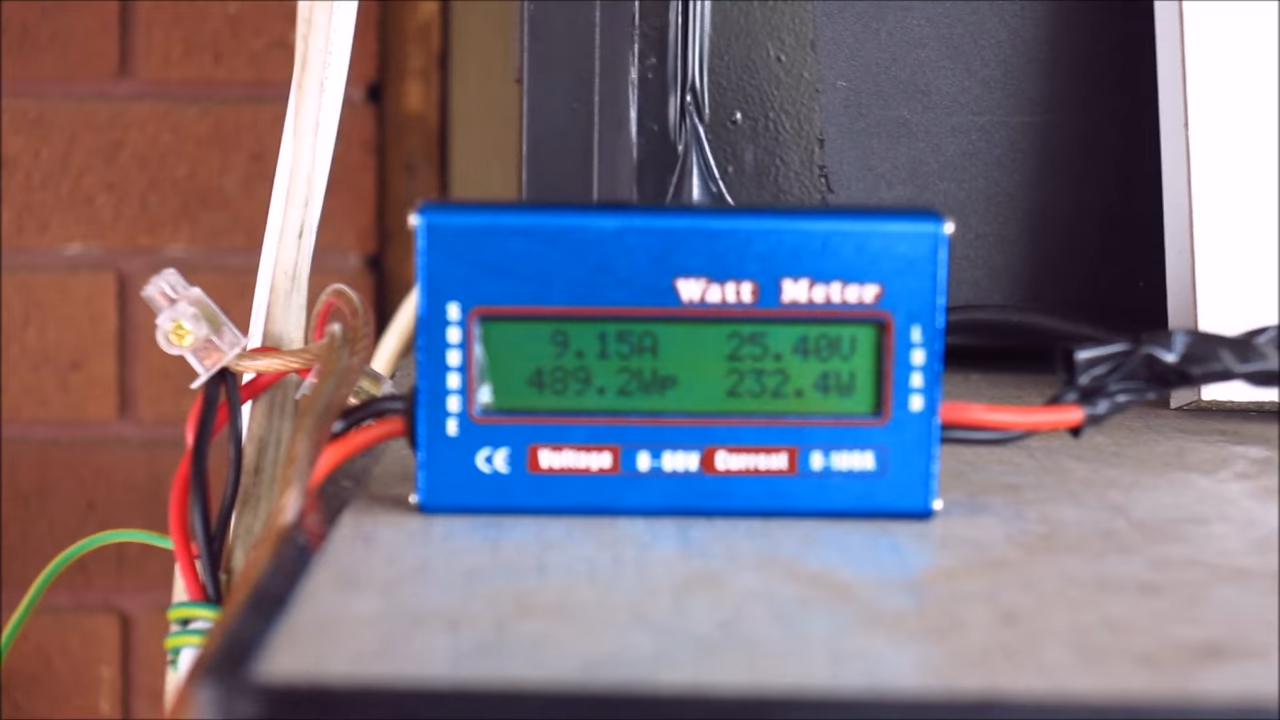 Watt Meter
SOURCE
9.15A 25.40V
489.2Wp 232.4W
LOAD
CE Voltage 0-60V Current 0-100A